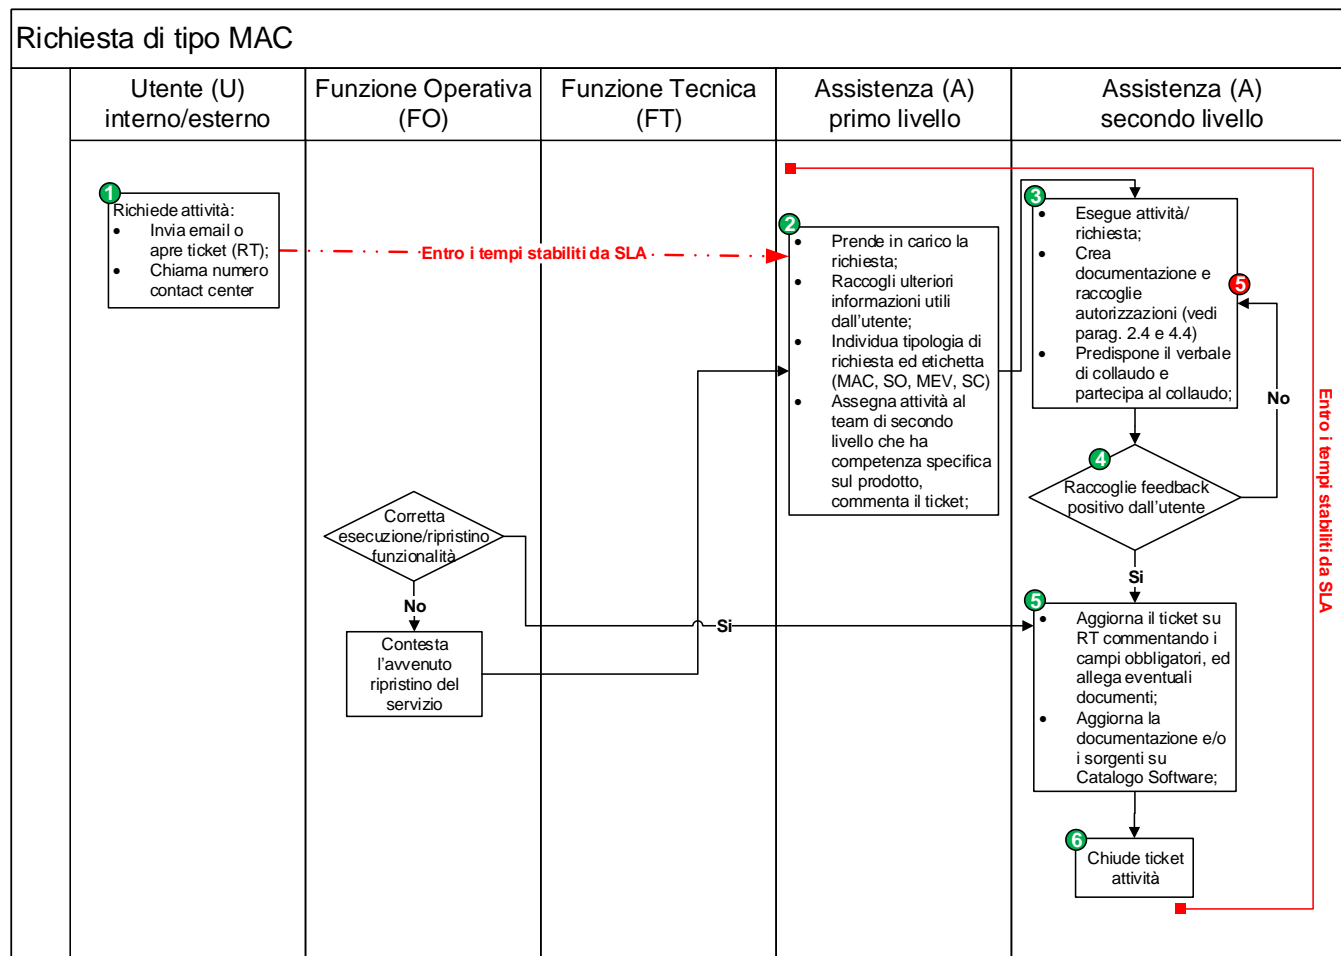 Richiesta di tipo MAC
Utente (U)
interno/esterno
Funzione Operativa
(FO)
Funzione Tecnica
(FT)
Assistenza (A)
primo livello
Assistenza (A)
secondo livello
1
Richiede attività:
• Invia email o
apre ticket (RT);
• Chiama numero
contact center
Entro i tempi stabiliti da SLA
2
• Prende in carico la
richiesta;
• Raccogli ulteriori
informazioni utili
dall'utente;
• Individua tipologia di
richiesta ed etichetta
(MAC, SO, MEV, SC)
• Assegna attività al
team di secondo
livello che ha
competenza specifica
sul prodotto,
commenta il ticket;
3
• Esegue attività/
richiesta;
• Crea
documentazione e
raccoglie
autorizzazioni (vedi
parag. 2.4 e 4.4)
• Predispone il verbale
di collaudo e
partecipa al collaudo;
5
No
Entro i tempi stabiliti da SLA
4
Raccoglie feedback
positivo dall'utente
Si
Corretta
esecuzione/ripristino
funzionalità
No
Si
Contesta
l'avvenuto
ripristino del
servizio
5
• Aggiorna il ticket su
RT commentando i
campi obbligatori, ed
allega eventuali
documenti;
• Aggiorna la
documentazione e/o
i sorgenti su
Catalogo Software;
6
Chiude ticket
attività